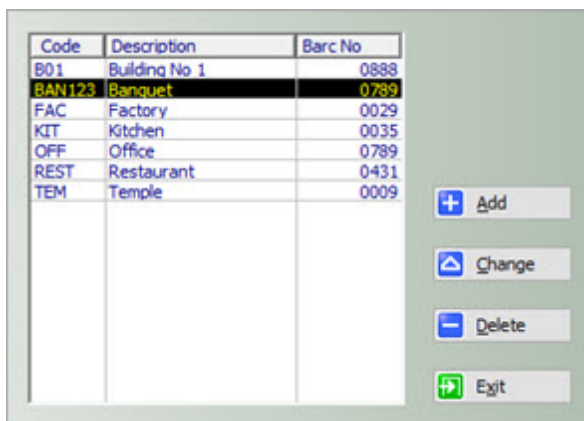 Code Description Barc No
B01 Building No 1 0888
BAN123 Banquet 0789
FAC Factory 0029
KIT Kitchen 0035
OFF Office 0789
REST Restaurant 0431
TEM Temple 0009
Add
Change
Delete
Exit